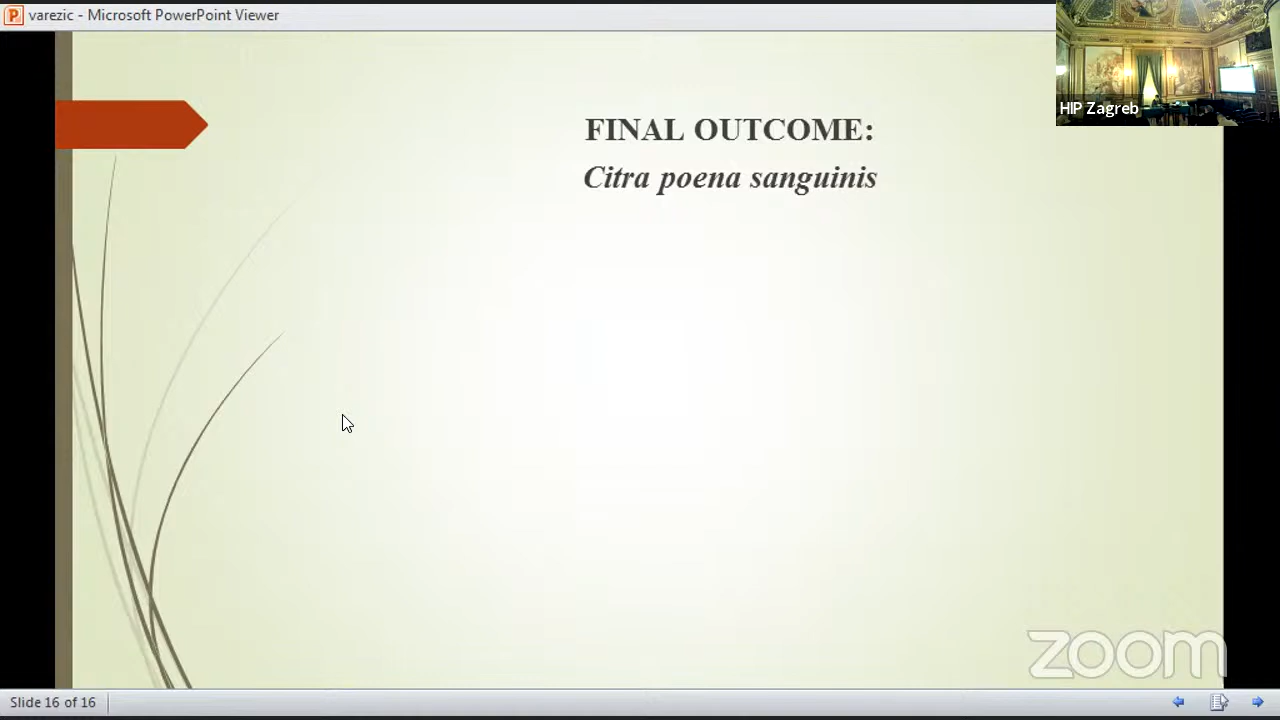 varezic - Microsoft PowerPoint Viewer
HIP Zagreb
FINAL OUTCOME:
Citra poena sanguinis
zoom
Slide 16 of 16